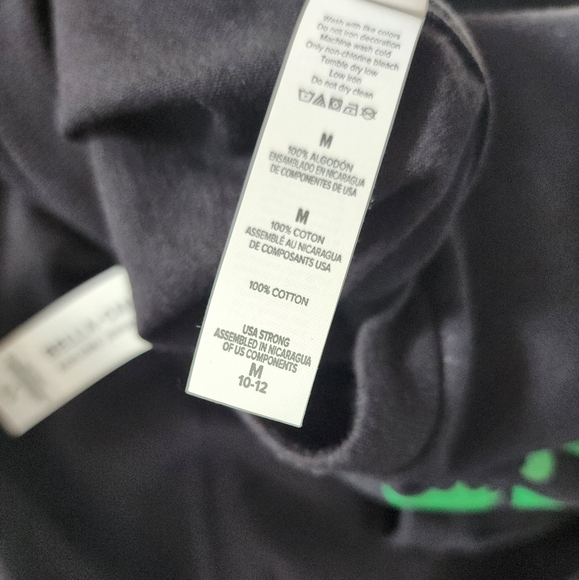 Wash with like colors
Do not iron decoration
Machine wash cold
Only non-chlorine bleach
Tumble dry low
Low iron
Do not dry clean
M
100% ALGODÓN
ENSAMBLADO EN NICARAGUA
DE COMPONENTES DE USA
M
100% COTON
ASSEMBLÉ AU NICARAGUA
DE COMPOSANTS USA
100% COTTON
USA STRONG
ASSEMBLED IN NICARAGUA
OF US COMPONENTS
M
10-12